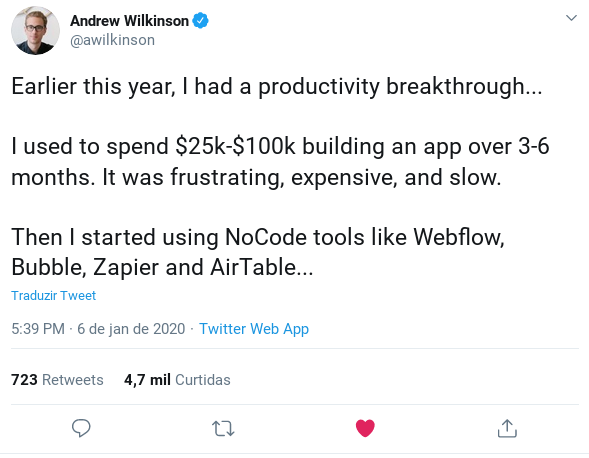 Andrew Wilkinson
@awilkinson
Earlier this year, I had a productivity breakthrough...
I used to spend $25k-$100k building an app over 3-6
months. It was frustrating, expensive, and slow.
Then I started using NoCode tools like Webflow,
Bubble, Zapier and AirTable...
Traduzir Tweet
5:39 PM · 6 de jan de 2020 · Twitter Web App
723 Retweets 4,7 mil Curtidas